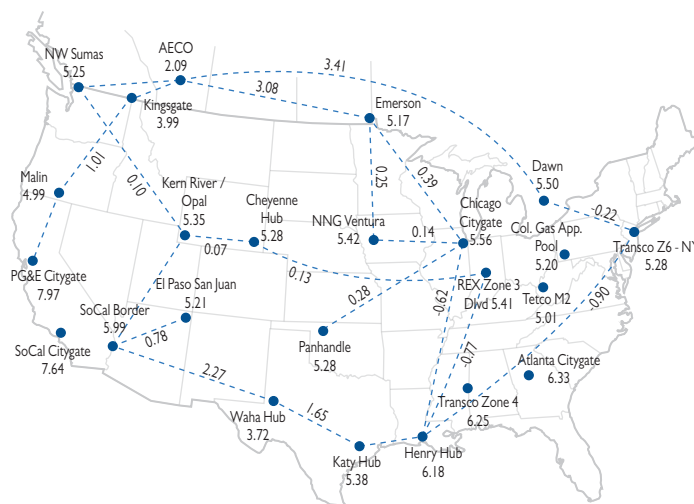 AECO
2.09
NW Sumas
5.25
3.41
3.08
Kingsgate
3.99
Emerson
5.17
1.01
0.10
0.25
0.39
Malin
4.99
Kern River /
Opal
5.35
Cheyenne
Hub
5.28
NNG Ventura
5.42
0.14
Chicago
Citygate
5.56
Dawn
5.50
-0.22
Col. Gas App.
Pool
5.20
Transco Z6 - NY
5.28
0.07
0.13
PG&E Citygate
7.97
El Paso San Juan
5.21
SoCal Border
5.99
0.78
0.28
-0.62
REX Zone 3
Dlvd 5.41
-0.90
Tetco M2
5.01
SoCal Citygate
7.64
Panhandle
5.28
-0.77
Atlanta Citygate
6.33
2.27
Waha Hub
3.72
1.65
Transco Zone 4
6.25
Katy Hub
5.38
Henry Hub
6.18